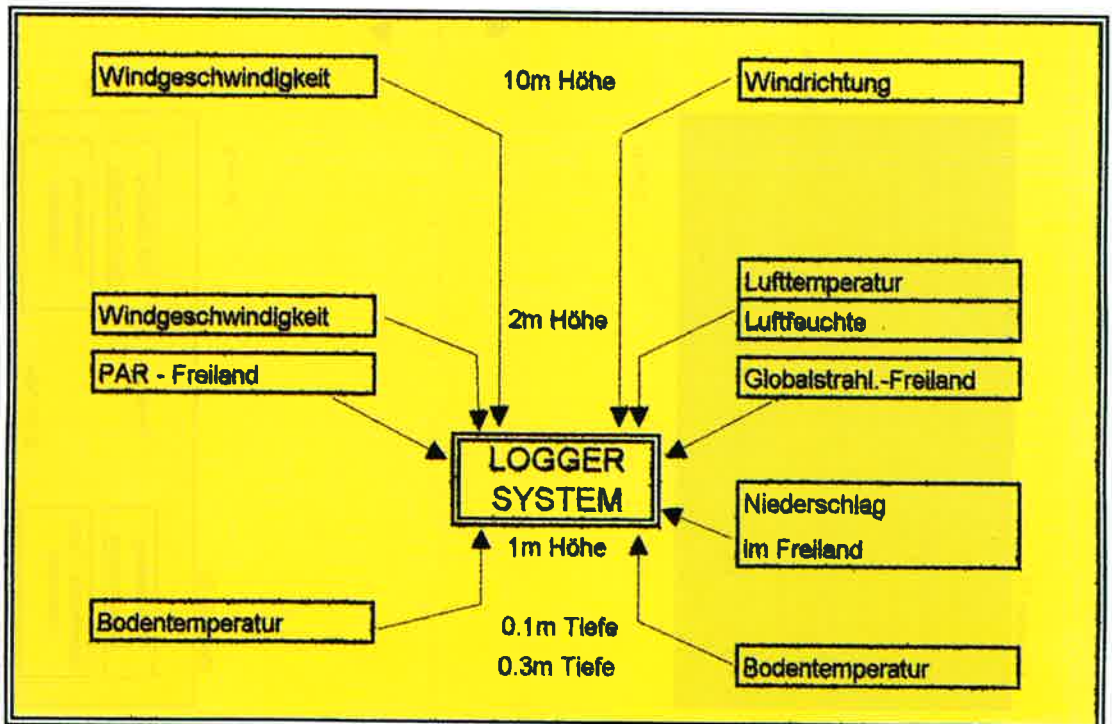 Windgeschwindigkeit
10m Höhe
Windrichtung
Lufttemperatur
Windgeschwindigkeit
2m Höhe
Luftfeuchte
PAR - Freiland
Globalstrahl.-Freiland
LOGGER
SYSTEM
Niederschlag
im Freiland
1m Höhe
Bodentemperatur
0.1m Tiefe
0.3m Tiefe
Bodentemperatur